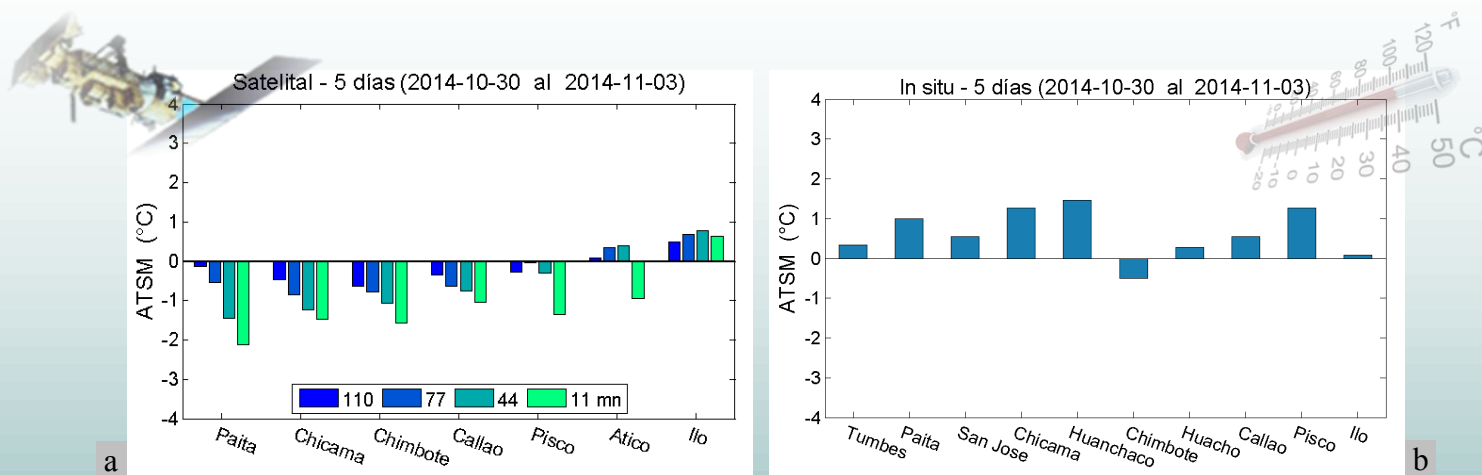 Satelital - 5 días (2014-10-30 al 2014-11-03)
ATSM (°C)
4
3
2
1
0
-1
-2
-3
-4
110 77 44 11 mn
Paita Chicama Chimbote Callao Pisco Atico Ilo
a
In situ - 5 días (2014-10-30 al 2014-11-03)
ATSM (°C)
4
3
2
1
0
-1
-2
-3
-4
Tumbes Paita San Jose Chicama Huanchaco Chimbote Huacho Callao Pisco Ilo
b
°F
40 60 80 100 120
-20 -10 0 10 20 30 40 50 °C